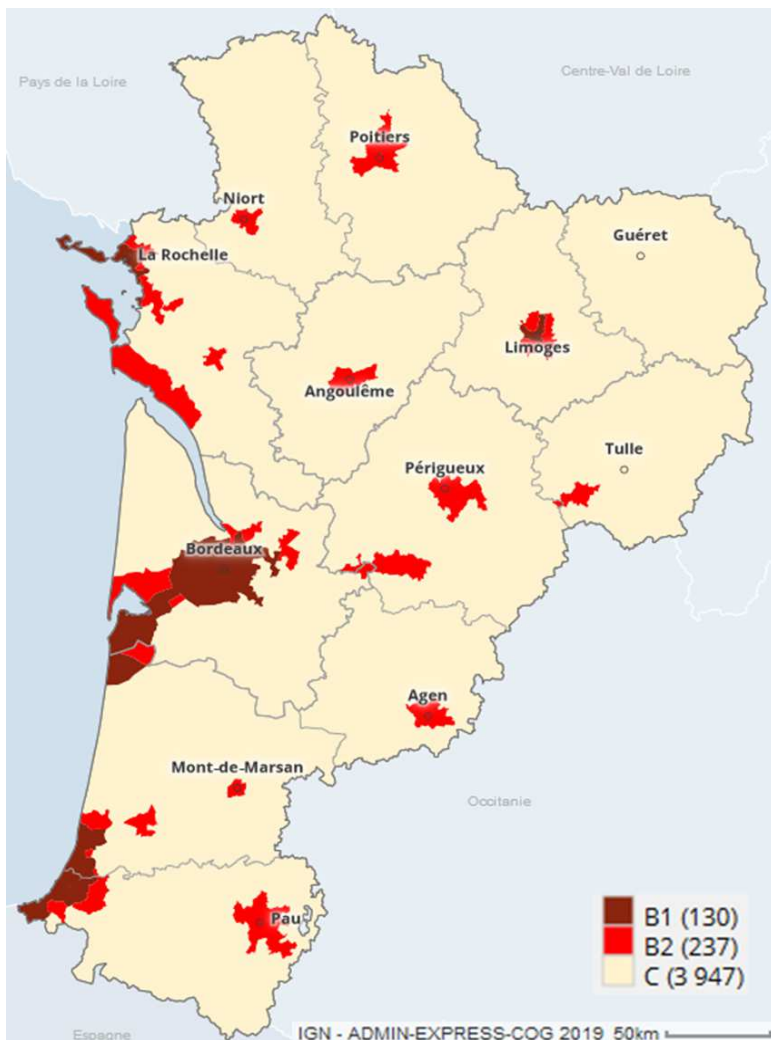 Pays de la Loire
Centre-Val de Loire
Poitiers
Niort
Guéret
La Rochelle
Limoges
Angoulême
Tulle
Périgueux
Bordeaux
Agen
Mont-de-Marsan
Occitanie
Pau
B1 (130)
B2 (237)
C (3 947)
Espagne
IGN - ADMIN-EXPRESS-COG 2019 50km